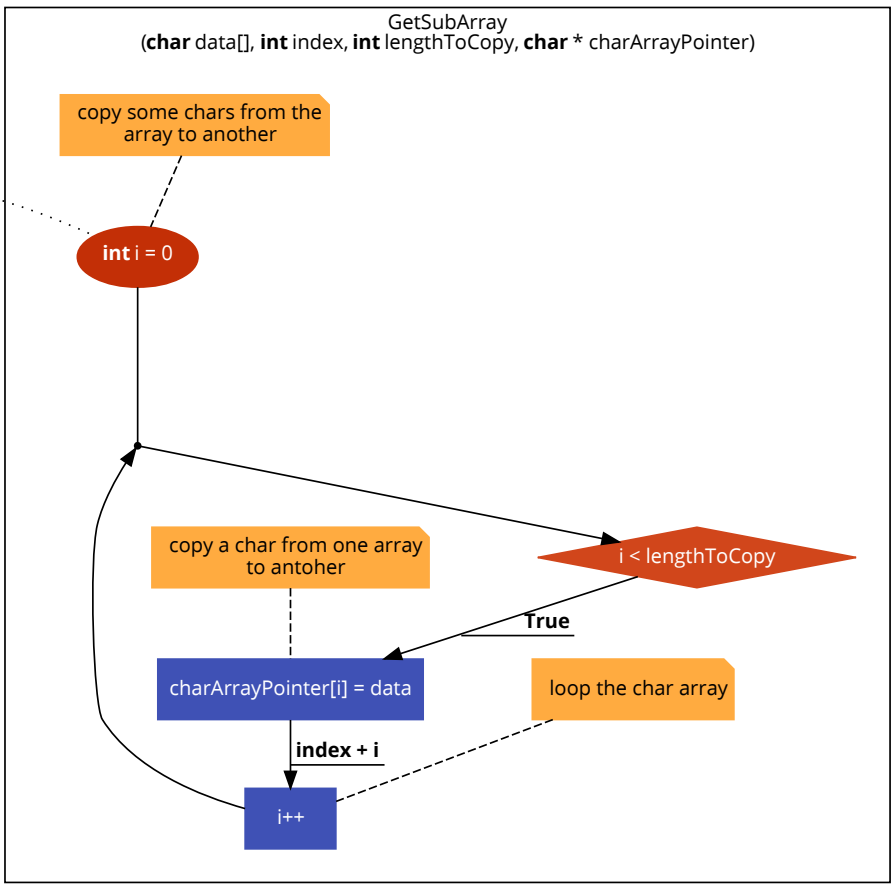 GetSubArray
(char data[], int index, int lengthToCopy, char * charArrayPointer)
copy some chars from the
array to another
int i = 0
copy a char from one array
to antoher
i < lengthToCopy
True
charArrayPointer[i] = data
loop the char array
index + i
i++